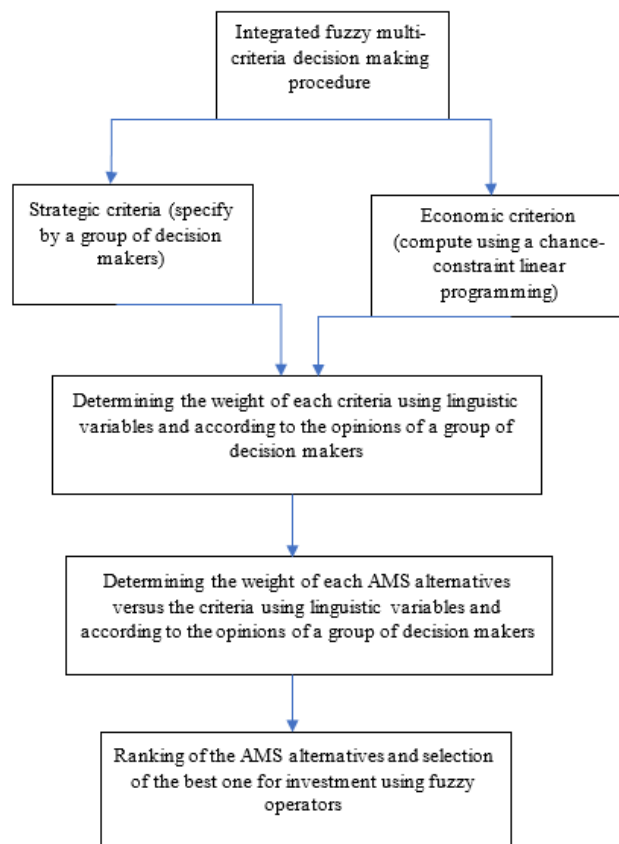 Integrated fuzzy multi-
criteria decision making
procedure
Strategic criteria (specify
by a group of decision
makers)
Economic criterion
(compute using a chance-
constraint linear
programming)
Determining the weight of each criteria using linguistic
variables and according to the opinions of a group of
decision makers
Determining the weight of each AMS alternatives
versus the criteria using linguistic variables and
according to the opinions of a group of decision makers
Ranking of the AMS alternatives and selection
of the best one for investment using fuzzy
operators